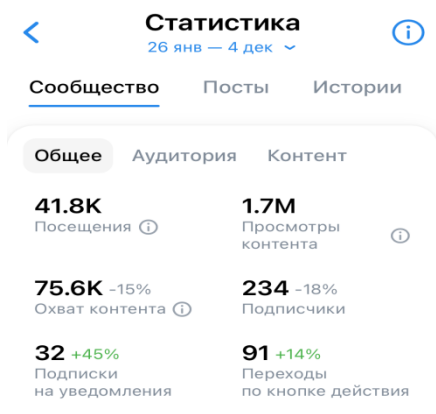 Статистика
26 янв — 4 дек
Сообщество Посты Истории
Общее Аудитория Контент
41.8K 1.7M
Посещения Просмотры
контента
75.6K -15% 234 -18%
Охват контента Подписчики
32 +45% 91 +14%
Подписки Переходы
на уведомления по кнопке действия